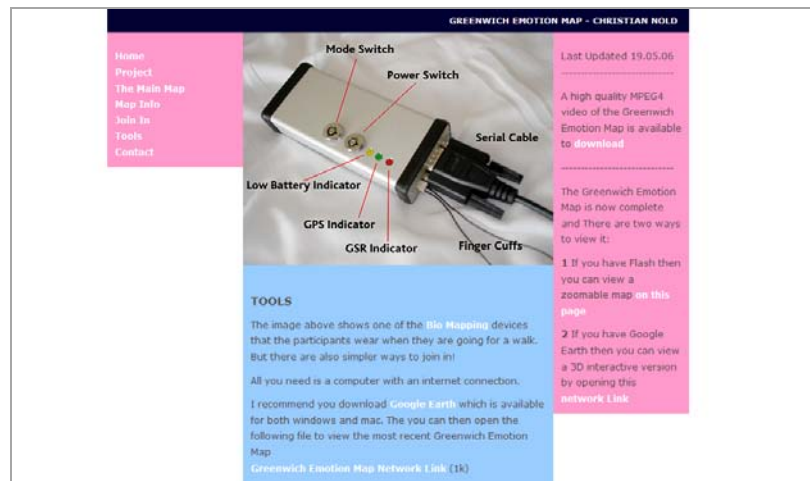 GREENWICH EMOTION MAP - CHRISTIAN NOLD
Home
Project
The Main Map
Map Info
Join In
Tools
Contact
Mode Switch
Power Switch
Serial Cable
Low Battery Indicator
GPS Indicator
GSR Indicator
Finger Cuffs
TOOLS
The image above shows one of the Bio Mapping devices
that the participants wear when they are going for a walk.
But there are also simpler ways to join in!
All you need is a computer with an internet connection.
I recommend you download Google Earth which is available
for both windows and mac. The you can then open the
following file to view the most recent Greenwich Emotion
Map
Greenwich Emotion Map Network Link (1k)
Last Updated 19.05.06
----------------------------
A high quality MPEG4
video of the Greenwich
Emotion Map is available
to download
----------------------------
The Greenwich Emotion
Map is now complete
and There are two ways
to view it:
1 If you have Flash then
you can view a
zoomable map on this
page
2 If you have Google
Earth then you can view
a 3D interactive version
by opening this
network Link